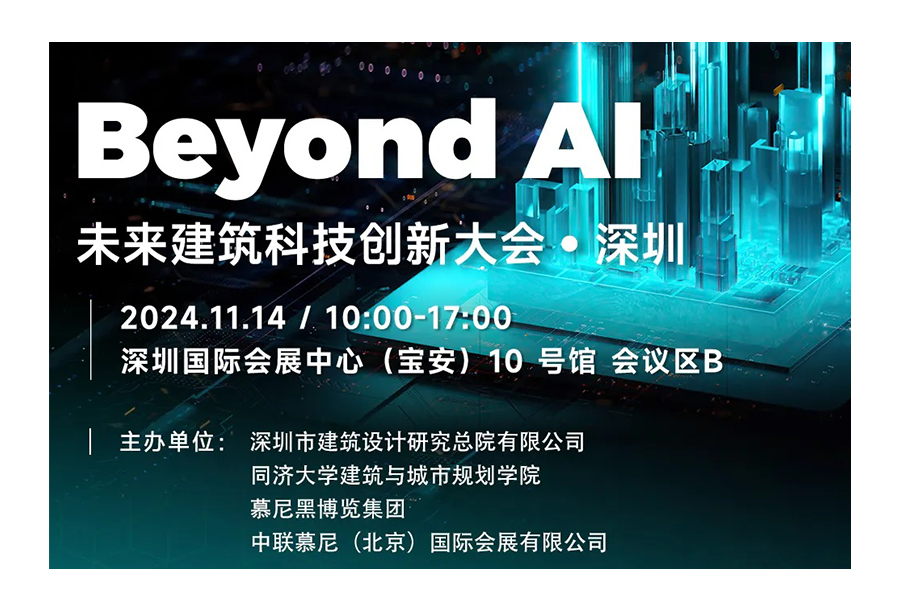 Beyond AI
未来建筑科技创新大会·深圳
2024.11.14 / 10:00-17:00
深圳国际会展中心（宝安）10 号馆 会议区B
主办单位： 深圳市建筑设计研究总院有限公司
同济大学建筑与城市规划学院
慕尼黑博览集团
中联慕尼（北京）国际会展有限公司